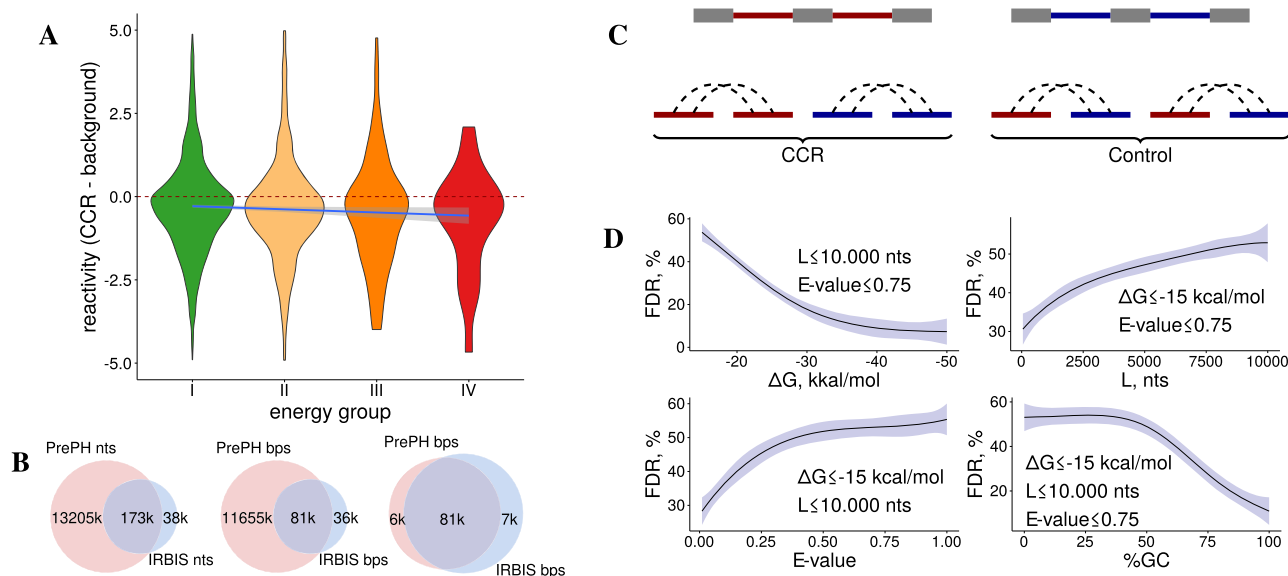 A
reactivity (CCR - background)
5.0
2.5
0.0
-2.5
-5.0
I II III IV
energy group
B
PrePH nts
13205k 173k 38k
IRBIS nts
PrePH bps
11655k 81k 36k
IRBIS bps
PrePH bps
6k 81k 7k
IRBIS bps
C
CCR
Control
D
FDR, %
60
40
20
0
L≤10.000 nts
E-value≤0.75
-20 -30 -40 -50
ΔG, kkal/mol
FDR, %
60
50
40
30
ΔG≤-15 kcal/mol
E-value≤0.75
0 2500 5000 7500 10000
L, nts
FDR, %
60
50
40
30
ΔG≤-15 kcal/mol
L≤10.000 nts
0.00 0.25 0.50 0.75 1.00
E-value
FDR, %
60
40
20
ΔG≤-15 kcal/mol
L≤10.000 nts
E-value≤0.75
0 25 50 75 100
%GC